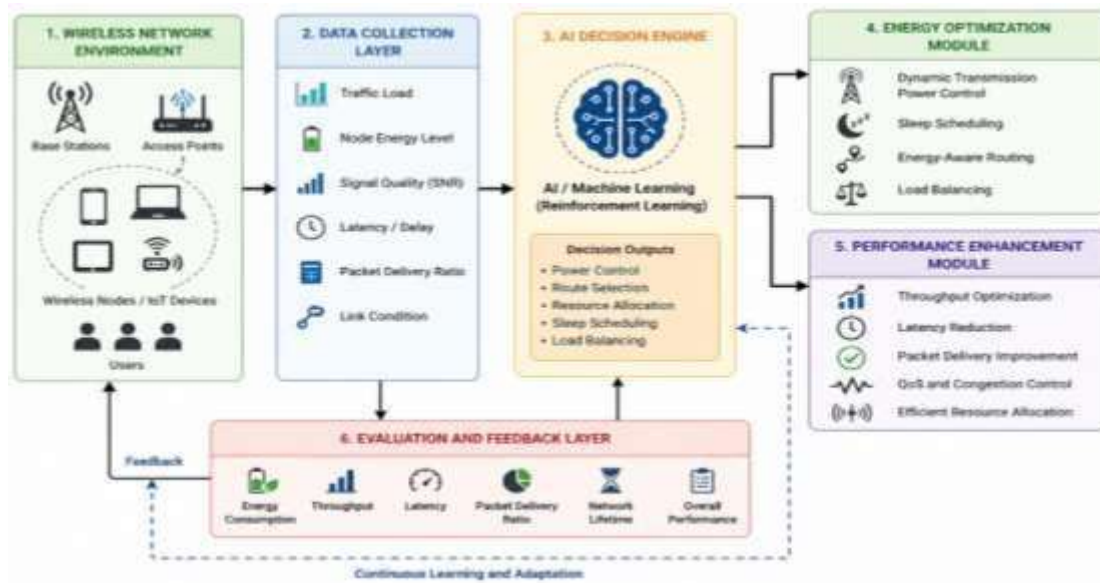 1. WIRELESS NETWORK
ENVIRONMENT
Base Stations
Access Points
Wireless Nodes / IoT Devices
Users
2. DATA COLLECTION
LAYER
Traffic Load
Node Energy Level
Signal Quality (SNR)
Latency / Delay
Packet Delivery Ratio
Link Condition
3. AI DECISION ENGINE
AI / Machine Learning
(Reinforcement Learning)
Decision Outputs
• Power Control
• Route Selection
• Resource Allocation
• Sleep Scheduling
• Load Balancing
4. ENERGY OPTIMIZATION
MODULE
Dynamic Transmission
Power Control
Sleep Scheduling
Energy-Aware Routing
Load Balancing
5. PERFORMANCE ENHANCEMENT
MODULE
Throughput Optimization
Latency Reduction
Packet Delivery Improvement
QoS and Congestion Control
Efficient Resource Allocation
6. EVALUATION AND FEEDBACK LAYER
Energy
Consumption
Throughput
Latency
Packet Delivery
Ratio
Network
Lifetime
Overall
Performance
Feedback
Continuous Learning and Adaptation